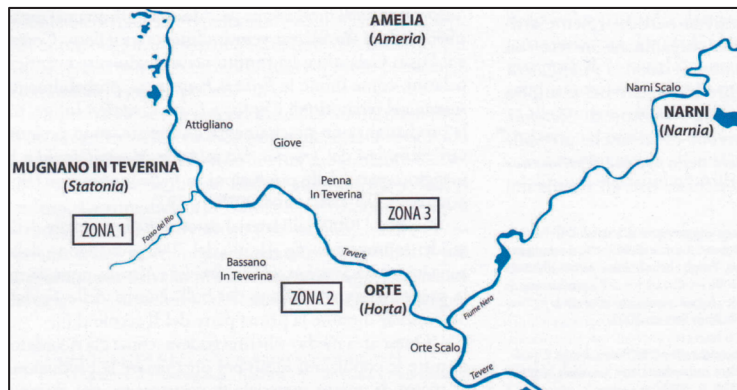 AMELIA
(Ameria)
Narni Scalo
NARNI
(Narnia)
Attigliano
Giove
MUGNANO IN TEVERINA
(Statonia)
Penna
In Teverina
ZONA 3
ZONA 1
Fosso del Rio
Tevere
Bassano
In Teverina
ZONA 2
ORTE
(Horta)
Fiume Nera
Orte Scalo
Tevere